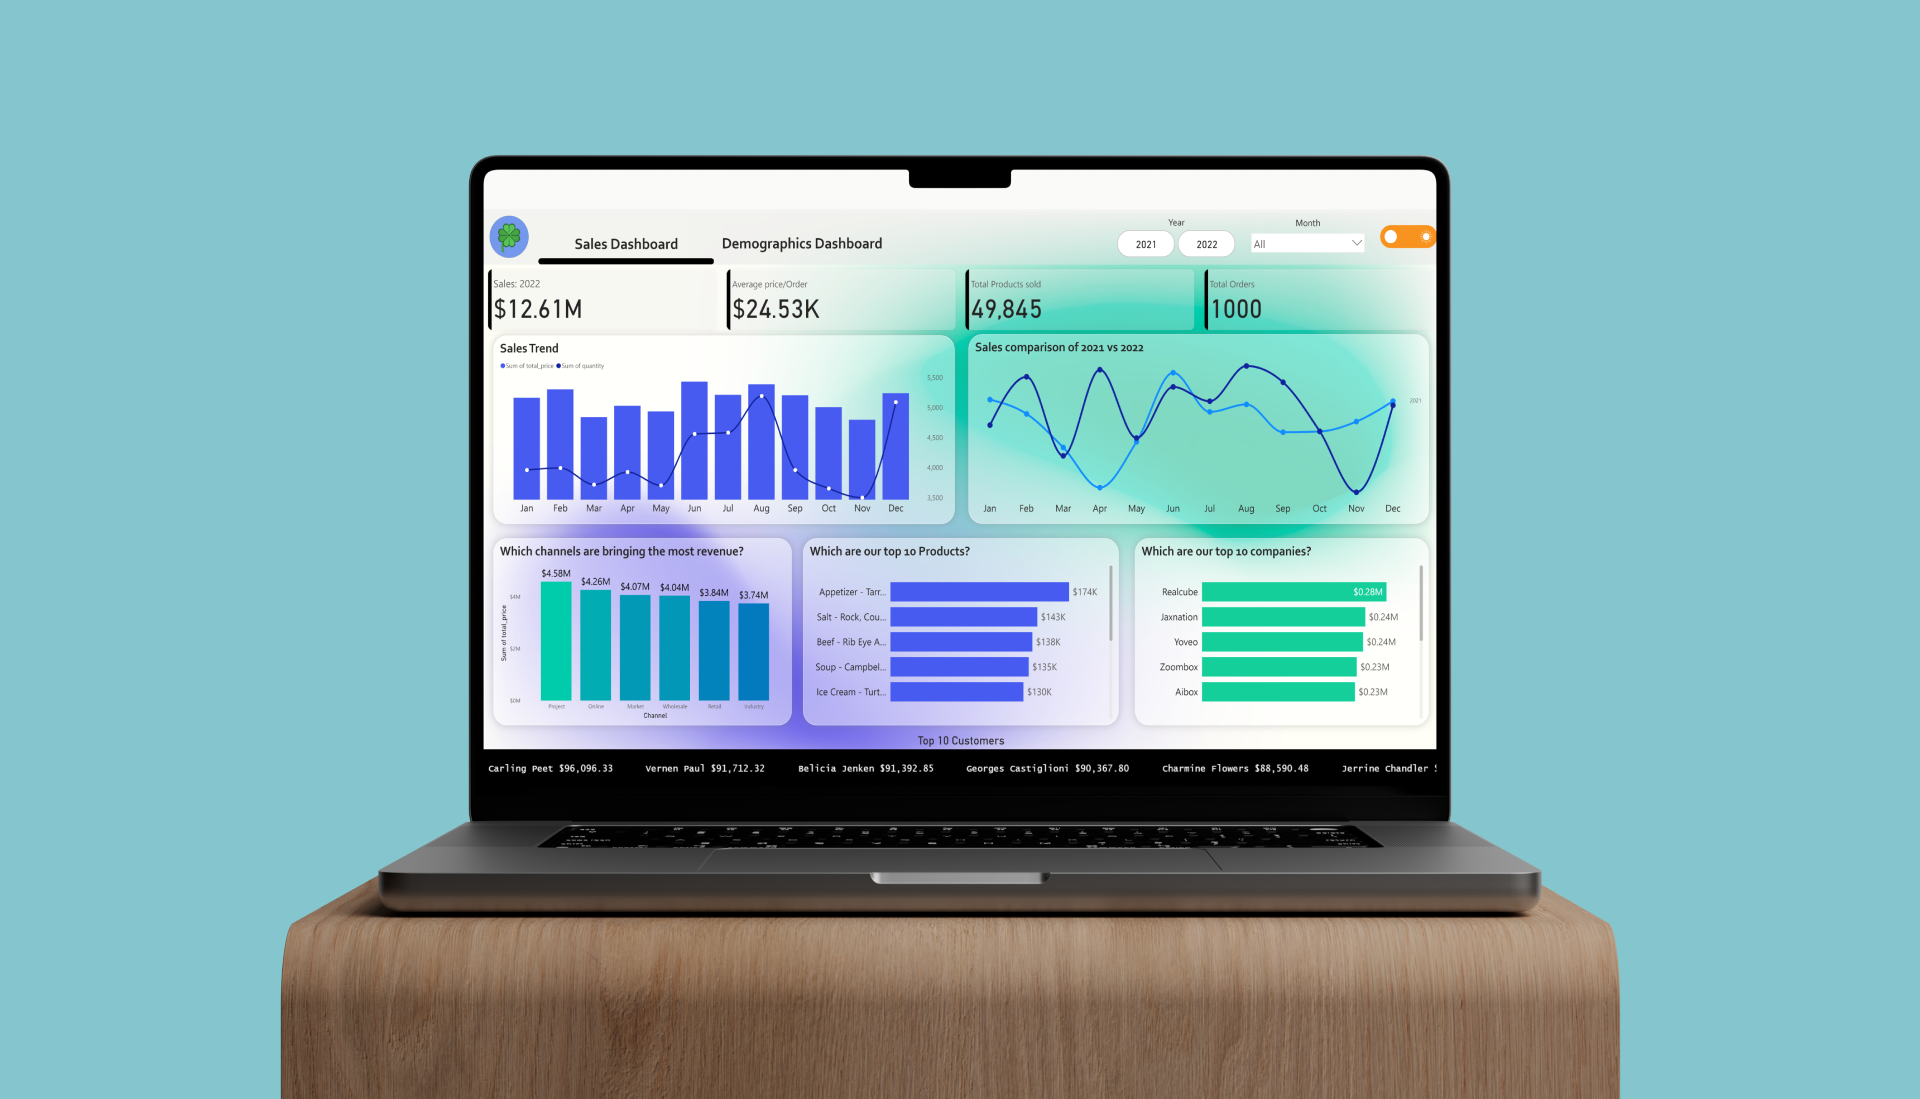 Year
Month
Sales Dashboard
Demographics Dashboard
2021
2022
All
Sales: 2022
$12.61M
Average price/Order
$24.53K
Total Products sold
49,845
Total Orders
1000
Sales Trend
Sum of total_price Sum of quantity
5,500
5,000
4,500
4,000
3,500
Jan Feb Mar Apr May Jun Jul Aug Sep Oct Nov Dec
Sales comparison of 2021 vs 2022
2021
Jan Feb Mar Apr May Jun Jul Aug Sep Oct Nov Dec
Which channels are bringing the most revenue?
$4.58M
$4.26M
$4.07M
$4.04M
$3.84M
$3.74M
Sum of total_price
$4M
$2M
$0M
Project Online Market Wholesale Retail Industry
Channel
Which are our top 10 Products?
Appetizer - Tarr... $174K
Salt - Rock, Cou... $143K
Beef - Rib Eye A... $138K
Soup - Campbel... $135K
Ice Cream - Turt... $130K
Which are our top 10 companies?
Realcube $0.28M
Jaxnation $0.24M
Yoveo $0.24M
Zoombox $0.23M
Aibox $0.23M
Top 10 Customers
Carling Peet $96,096.33 Vernen Paul $91,712.32 Belicia Jenken $91,392.85 Georges Castiglioni $90,367.80 Charmine Flowers $88,590.48 Jerrine Chandler